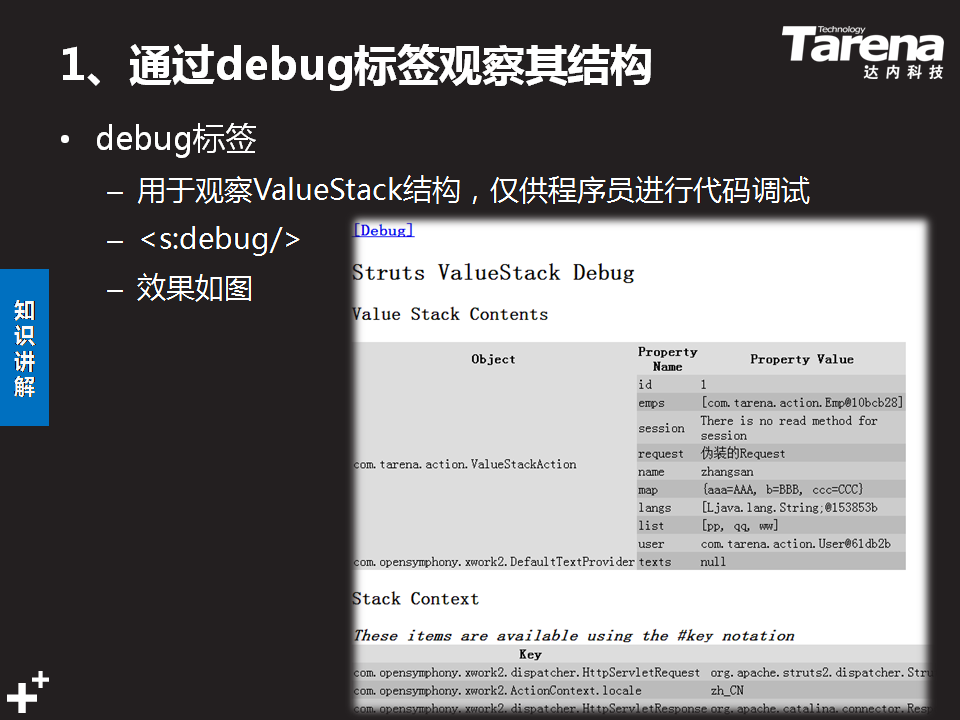 1、通过debug标签观察其结构
Technology
Tarena
达内科技
• debug标签
– 用于观察ValueStack结构，仅供程序员进行代码调试
– <s:debug/>
– 效果如图
知识讲解
[Debug]
Struts ValueStack Debug
Value Stack Contents
Object Property Name Property Value
com.tarena.action.ValueStackAction
id 1
emps [com.tarena.action.Emp@10bcb28]
session There is no read method for session
request 伪装的Request
name zhangsan
map {aaa=AAA, b=BBB, ccc=CCC}
langs [Ljava.lang.String;@153853b
list [pp, qq, ww]
user com.tarena.action.User@61db2b
com.opensymphony.xwork2.DefaultTextProvider texts null
Stack Context
These items are available using the #key notation
Key
com.opensymphony.xwork2.dispatcher.HttpServletRequest org.apache.struts2.dispatcher.Stru
com.opensymphony.xwork2.ActionContext.locale zh_CN
com.opensymphony.xwork2.dispatcher.HttpServletResponse org.apache.catalina.connector.Resp